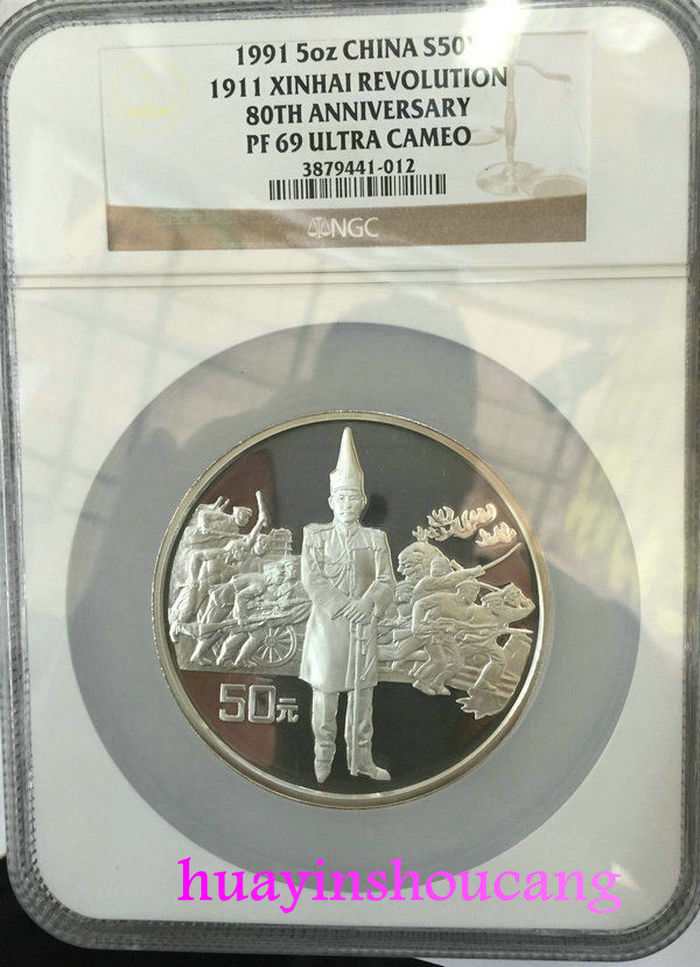 1991 5oz CHINA S50Y
1911 XINHAI REVOLUTION
80TH ANNIVERSARY
PF 69 ULTRA CAMEO
3879441-012
NGC
50元
huayinshoucang